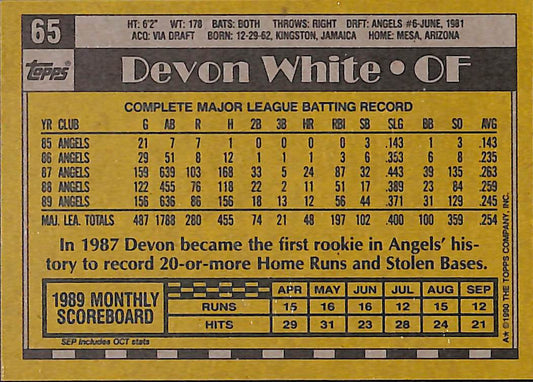 65
HT: 6'2" WT: 178 BATS: BOTH THROWS: RIGHT DRFT: ANGELS #6-JUNE, 1981
ACQ: VIA DRAFT BORN: 12-29-62, KINGSTON, JAMAICA HOME: MESA, ARIZONA
TOPPS
Devon White • OF
COMPLETE MAJOR LEAGUE BATTING RECORD
YR CLUB G AB R H 2B 3B HR RBI SB SLG BB SO AVG
85 ANGELS 21 7 7 1 0 0 0 0 3 .143 1 3 .143
86 ANGELS 29 51 8 12 1 1 1 3 6 .353 6 8 .235
87 ANGELS 159 639 103 168 33 5 24 87 32 .443 39 135 .263
88 ANGELS 122 455 76 118 22 2 11 51 17 .389 23 84 .259
89 ANGELS 156 636 86 156 18 13 12 56 44 .371 31 129 .245
MAJ. LEA. TOTALS 487 1788 280 455 74 21 48 197 102 .400 100 359 .254
In 1987 Devon became the first rookie in Angels' his-
tory to record 20-or-more Home Runs and Stolen Bases.
1989 MONTHLY SCOREBOARD
APR MAY JUN JUL AUG SEP
RUNS 15 16 16 12 15 12
HITS 29 31 23 28 24 21
SEP Includes OCT stats
A* © 1990 THE TOPPS COMPANY, INC.